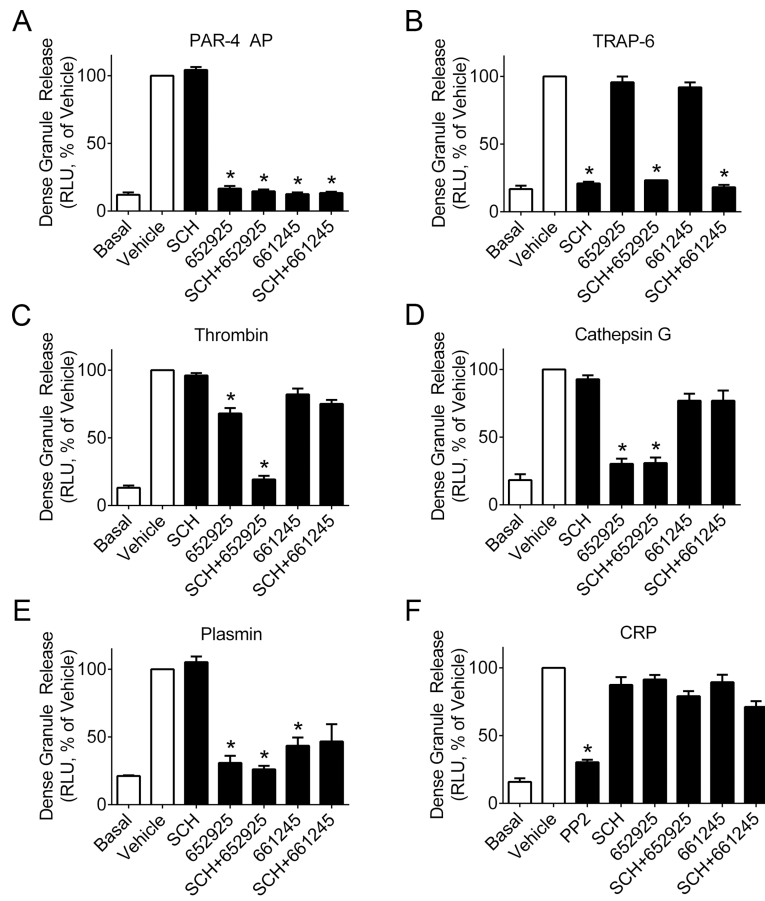 A
PAR-4 AP
Dense Granule Release
(RLU, % of Vehicle)
100
50
0
* * * *
Basal
Vehicle
SCH
652925
SCH+652925
661245
SCH+661245
B
TRAP-6
Dense Granule Release
(RLU, % of Vehicle)
100
50
0
* * *
Basal
Vehicle
SCH
652925
SCH+652925
661245
SCH+661245
C
Thrombin
Dense Granule Release
(RLU, % of Vehicle)
100
50
0
* *
Basal
Vehicle
SCH
652925
SCH+652925
661245
SCH+661245
D
Cathepsin G
Dense Granule Release
(RLU, % of Vehicle)
100
50
0
* *
Basal
Vehicle
SCH
652925
SCH+652925
661245
SCH+661245
E
Plasmin
Dense Granule Release
(RLU, % of Vehicle)
100
50
0
* * *
Basal
Vehicle
SCH
652925
SCH+652925
661245
SCH+661245
F
CRP
Dense Granule Release
(RLU, % of Vehicle)
100
50
0
*
Basal
Vehicle
PP2
SCH
652925
SCH+652925
661245
SCH+661245